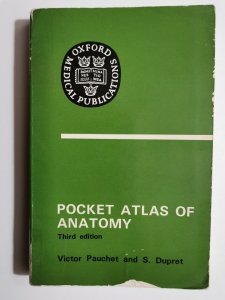 OXFORD
MEDICAL PUBLICATIONS
POCKET ATLAS OF
ANATOMY
Third edition
Victor Pauchet and S. Dupret